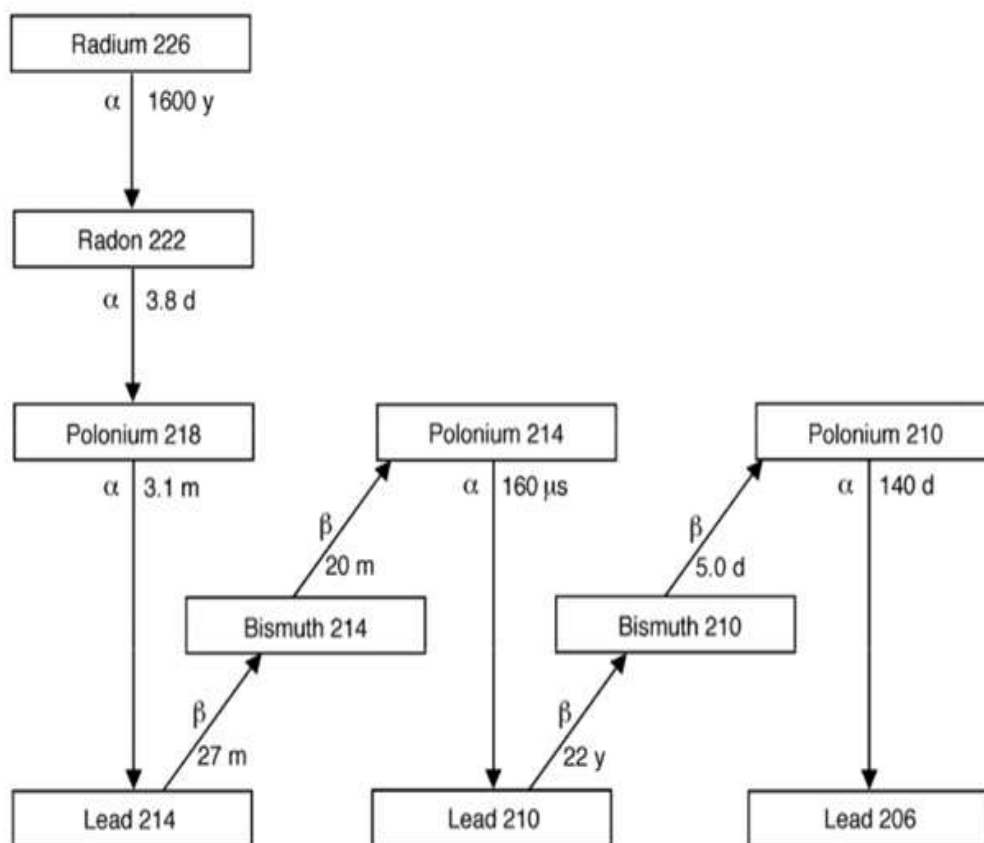 Radium 226
α 1600 y
Radon 222
α 3.8 d
Polonium 218
Polonium 214
Polonium 210
α 3.1 m
α 160 µs
α 140 d
β
20 m
β
5.0 d
Bismuth 214
Bismuth 210
β
27 m
β
22 y
Lead 214
Lead 210
Lead 206